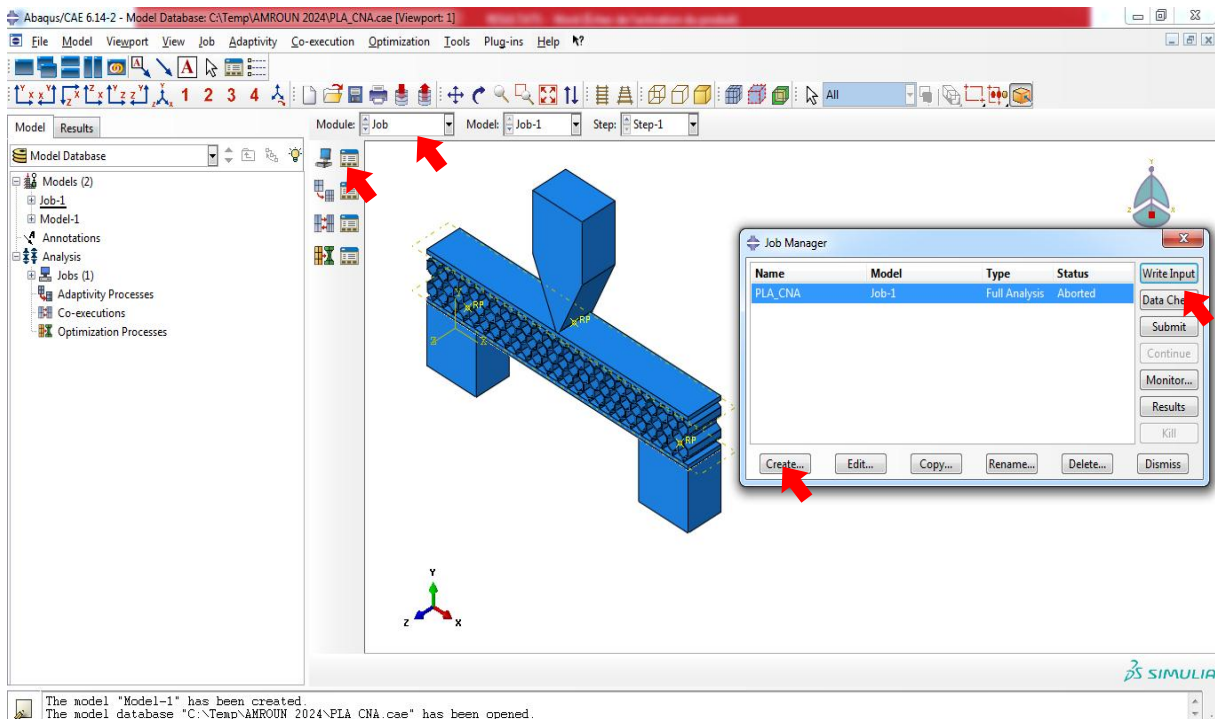 Abaqus/CAE 6.14-2 - Model Database: C:\Temp\AMROUN 2024\PLA_CNA.cae [Viewport: 1]
File Model Viewport View Job Adaptivity Co-execution Optimization Tools Plug-ins Help
1 2 3 4 All
Model Results
Module: Job Model: Job-1 Step: Step-1
Model Database
Models (2)
Job-1
Model-1
Annotations
Analysis
Jobs (1)
Adaptivity Processes
Co-executions
Optimization Processes
RP
RP
RP
Y
Z
X
Y
Z
X
Job Manager
Name Model Type Status
PLA_CNA Job-1 Full Analysis Aborted
Write Input
Data
Submit
Continue
Monitor...
Results
Kill
Create... Edit... Copy... Rename... Delete... Dismiss
SIMULIA
The model "Model-1" has been created.
The model database "C:\Temp\AMROUN 2024\PLA_CNA.cae" has been opened.